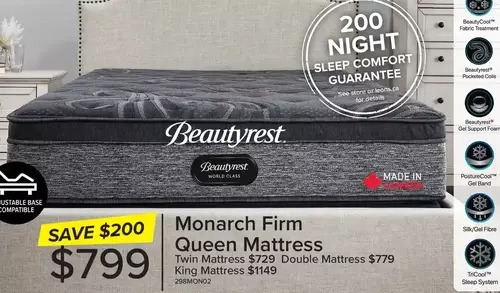 200
NIGHT
SLEEP COMFORT
GUARANTEE
See store or leons.ca
for details
BeautyCool™
Fabric Treatment
Beautyrest®
Pocketed Coils
Beautyrest®
Gel Support Foam
PostureCool™
Gel Band
Silk/Gel Fibre
TriCool™
Sleep System
Beautyrest®
Beautyrest
WORLD CLASS
MADE IN
CANADA
ADJUSTABLE BASE
COMPATIBLE
SAVE $200
$799
Monarch Firm
Queen Mattress
Twin Mattress $729 Double Mattress $779
King Mattress $1149
298MON02